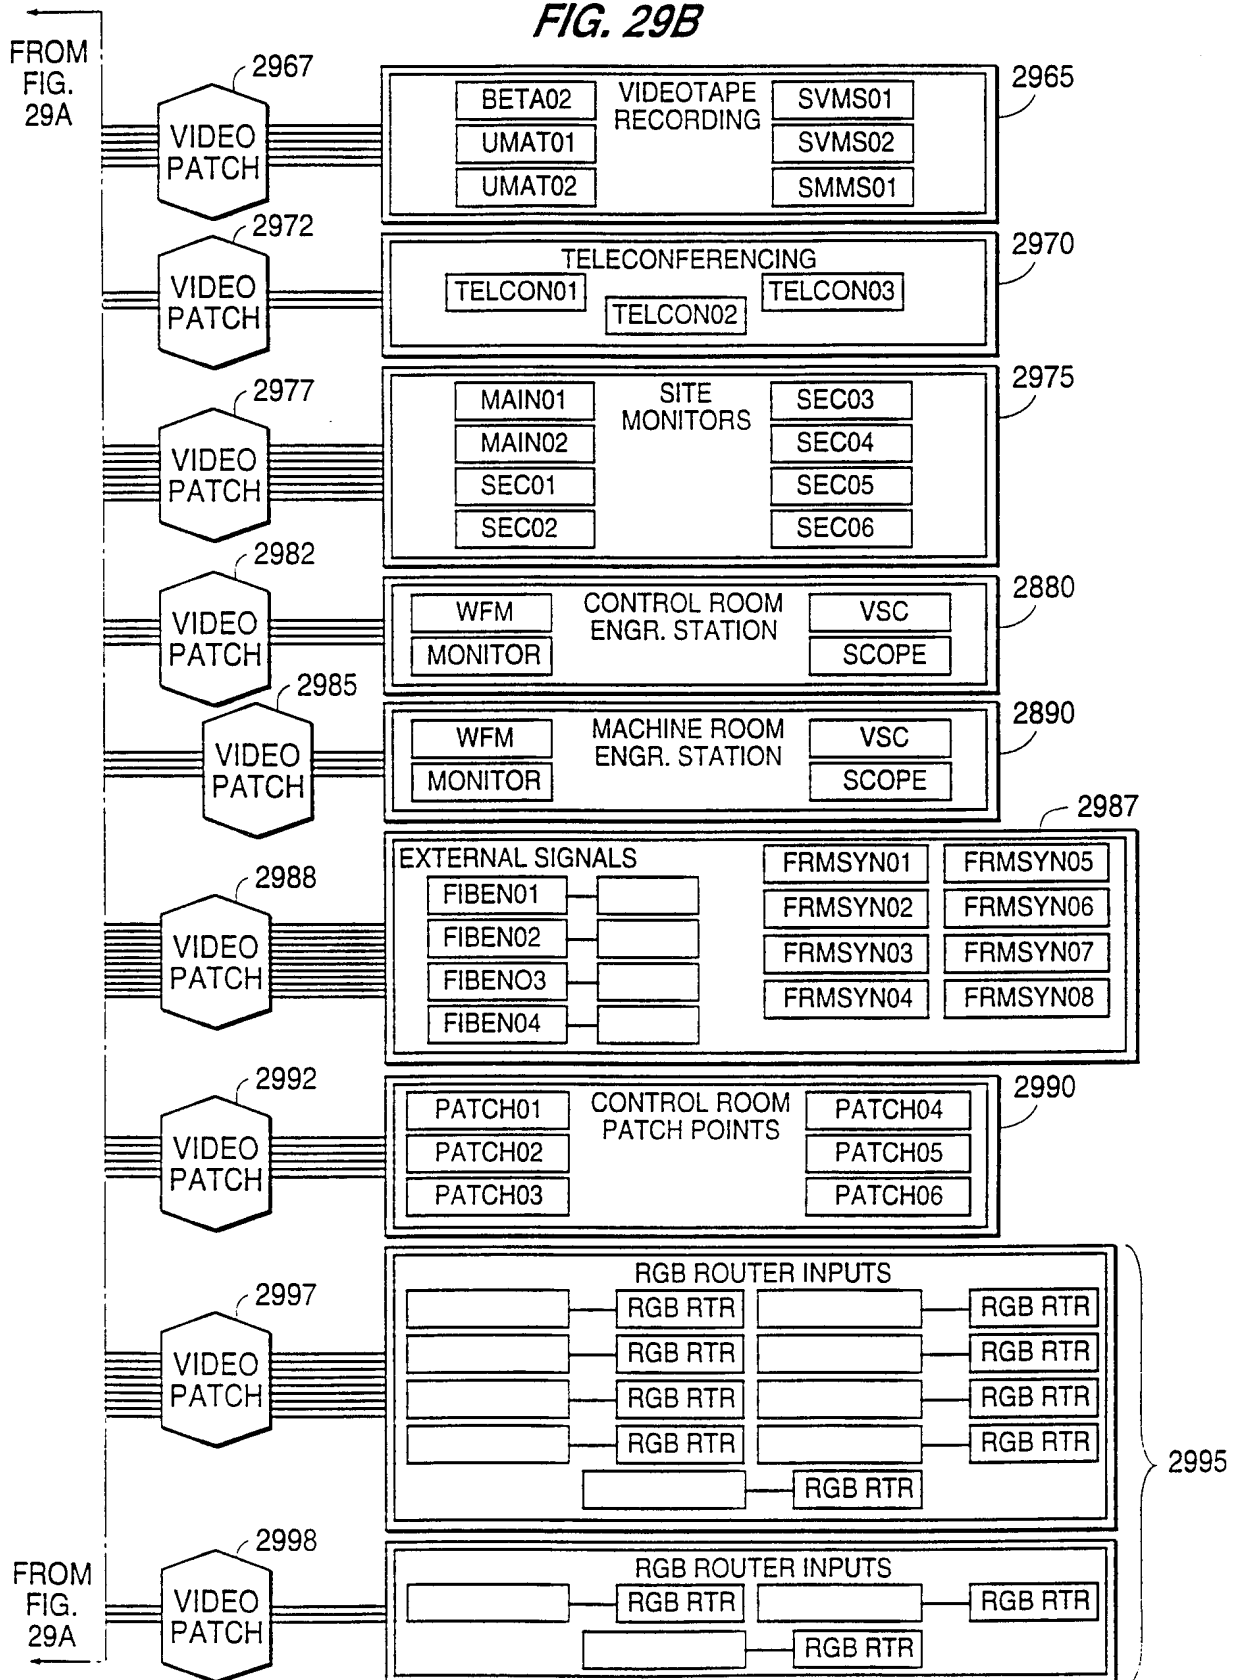 FIG. 29B
FROM
FIG.
29A
2967
VIDEO
PATCH
BETA02
UMAT01
UMAT02
VIDEOTAPE
RECORDING
SVMS01
SVMS02
SMMS01
2965
2972
VIDEO
PATCH
TELECONFERENCING
TELCON01
TELCON02
TELCON03
2970
2977
VIDEO
PATCH
MAIN01
MAIN02
SEC01
SEC02
SITE
MONITORS
SEC03
SEC04
SEC05
SEC06
2975
2982
VIDEO
PATCH
WFM
MONITOR
CONTROL ROOM
ENGR. STATION
VSC
SCOPE
2880
2985
VIDEO
PATCH
WFM
MONITOR
MACHINE ROOM
ENGR. STATION
VSC
SCOPE
2890
2987
2988
VIDEO
PATCH
EXTERNAL SIGNALS
FIBEN01
FIBEN02
FIBENO3
FIBEN04
FRMSYN01
FRMSYN02
FRMSYN03
FRMSYN04
FRMSYN05
FRMSYN06
FRMSYN07
FRMSYN08
2992
VIDEO
PATCH
PATCH01
PATCH02
PATCH03
CONTROL ROOM
PATCH POINTS
PATCH04
PATCH05
PATCH06
2990
2997
VIDEO
PATCH
RGB ROUTER INPUTS
RGB RTR
RGB RTR
RGB RTR
RGB RTR
RGB RTR
RGB RTR
RGB RTR
RGB RTR
RGB RTR
2995
FROM
FIG.
29A
2998
VIDEO
PATCH
RGB ROUTER INPUTS
RGB RTR
RGB RTR
RGB RTR